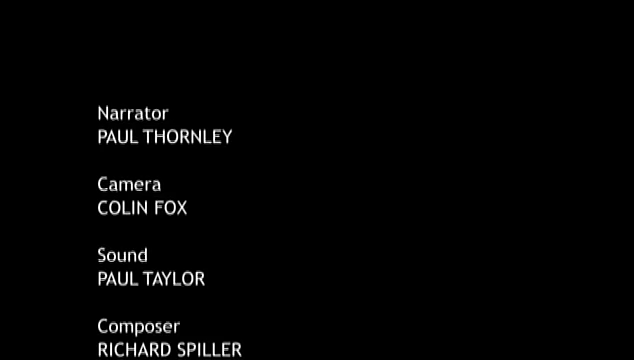 Narrator
PAUL THORNLEY
Camera
COLIN FOX
Sound
PAUL TAYLOR
Composer
RICHARD SPILLER